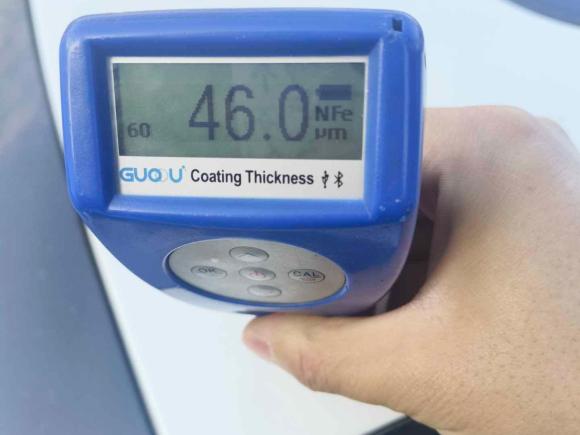 46.0 NFe
60 µm
GUOOU Coating Thickness
OK CAL